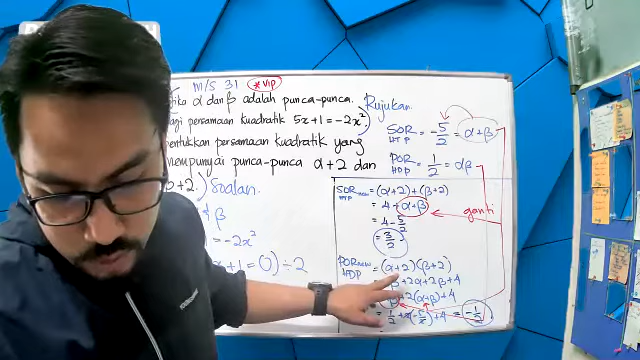 M/S 31 *VIP
Jika α dan β adalah punca-punca
bagi persamaan kuadratik 5x+1=-2x²
bentukkan persamaan kuadratik yang
mempunyai punca-punca α+2 dan
β+2.) Soalan.
β
= -2x²
x+1=0)÷2
Rujukan
SOR = -5/2 = α+β
HTP
POR = 1/2 = αβ
HDP
SOR NEW = (α+2)+(β+2)
HTP
= 4+α+β
= 4-5/2
= 3/2
ganti
POR NEW = (α+2)(β+2)
HDP
β+2α+2β+4
+2(α+β)+4
= 1/2+2(-5/2)+4 = -1/2